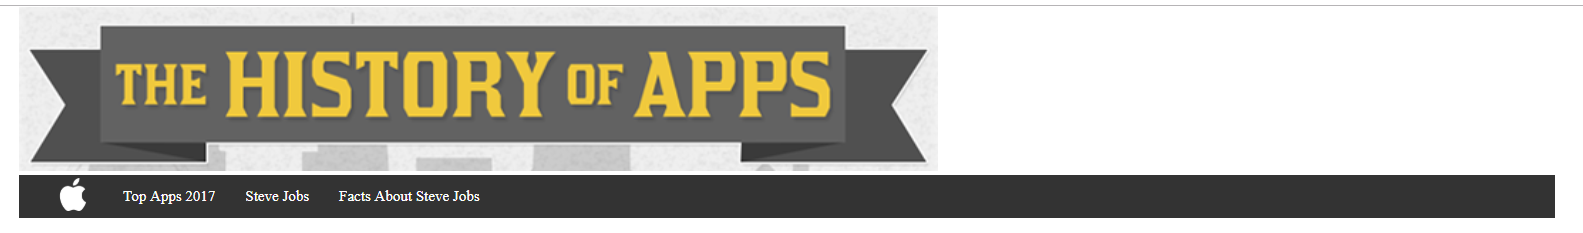 THE HISTORY OF APPS
Top Apps 2017 Steve Jobs Facts About Steve Jobs